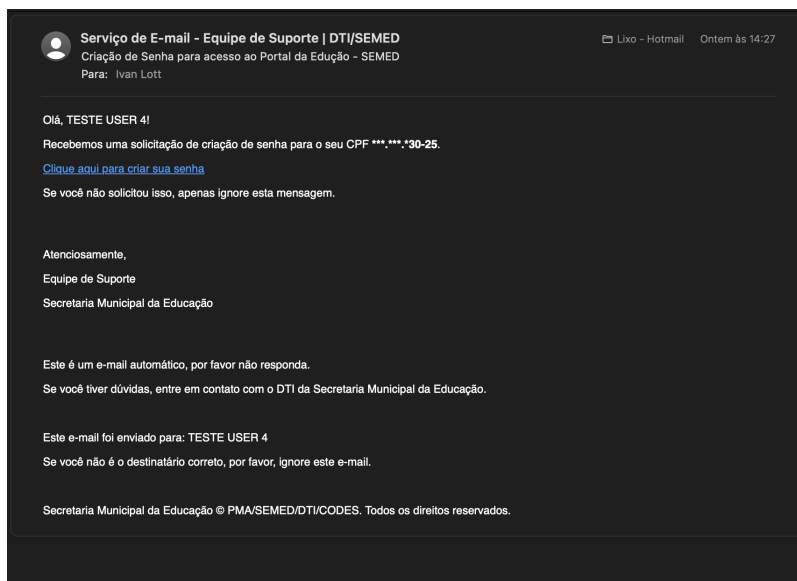 Serviço de E-mail - Equipe de Suporte | DTI/SEMED
Lixo - Hotmail Ontem às 14:27
Criação de Senha para acesso ao Portal da Edução - SEMED
Para: Ivan Lott
Olá, TESTE USER 4!
Recebemos uma solicitação de criação de senha para o seu CPF ***.***.*30-25.
Clique aqui para criar sua senha
Se você não solicitou isso, apenas ignore esta mensagem.
Atenciosamente,
Equipe de Suporte
Secretaria Municipal da Educação
Este é um e-mail automático, por favor não responda.
Se você tiver dúvidas, entre em contato com o DTI da Secretaria Municipal da Educação.
Este e-mail foi enviado para: TESTE USER 4
Se você não é o destinatário correto, por favor, ignore este e-mail.
Secretaria Municipal da Educação © PMA/SEMED/DTI/CODES. Todos os direitos reservados.